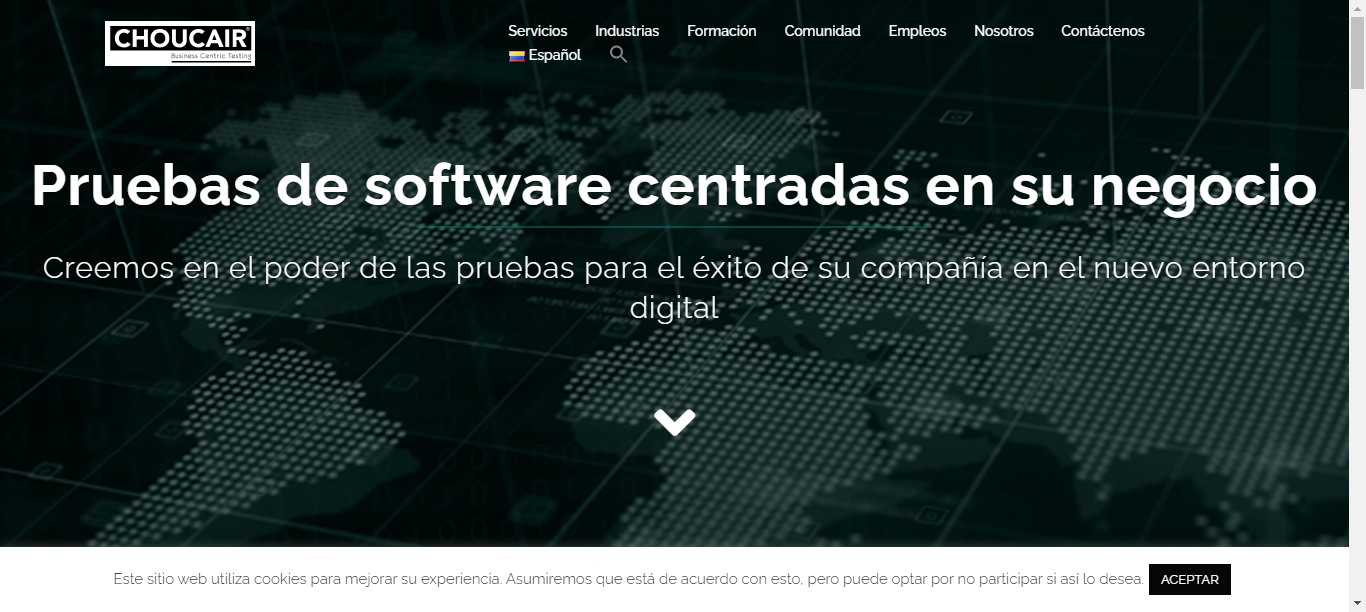 CHOUCAIR®
Business Centric Testing
Servicios Industrias Formación Comunidad Empleos Nosotros Contáctenos
Español
Pruebas de software centradas en su negocio
Creemos en el poder de las pruebas para el éxito de su compañía en el nuevo entorno
digital
Este sitio web utiliza cookies para mejorar su experiencia. Asumiremos que está de acuerdo con esto, pero puede optar por no participar si así lo desea. ACEPTAR